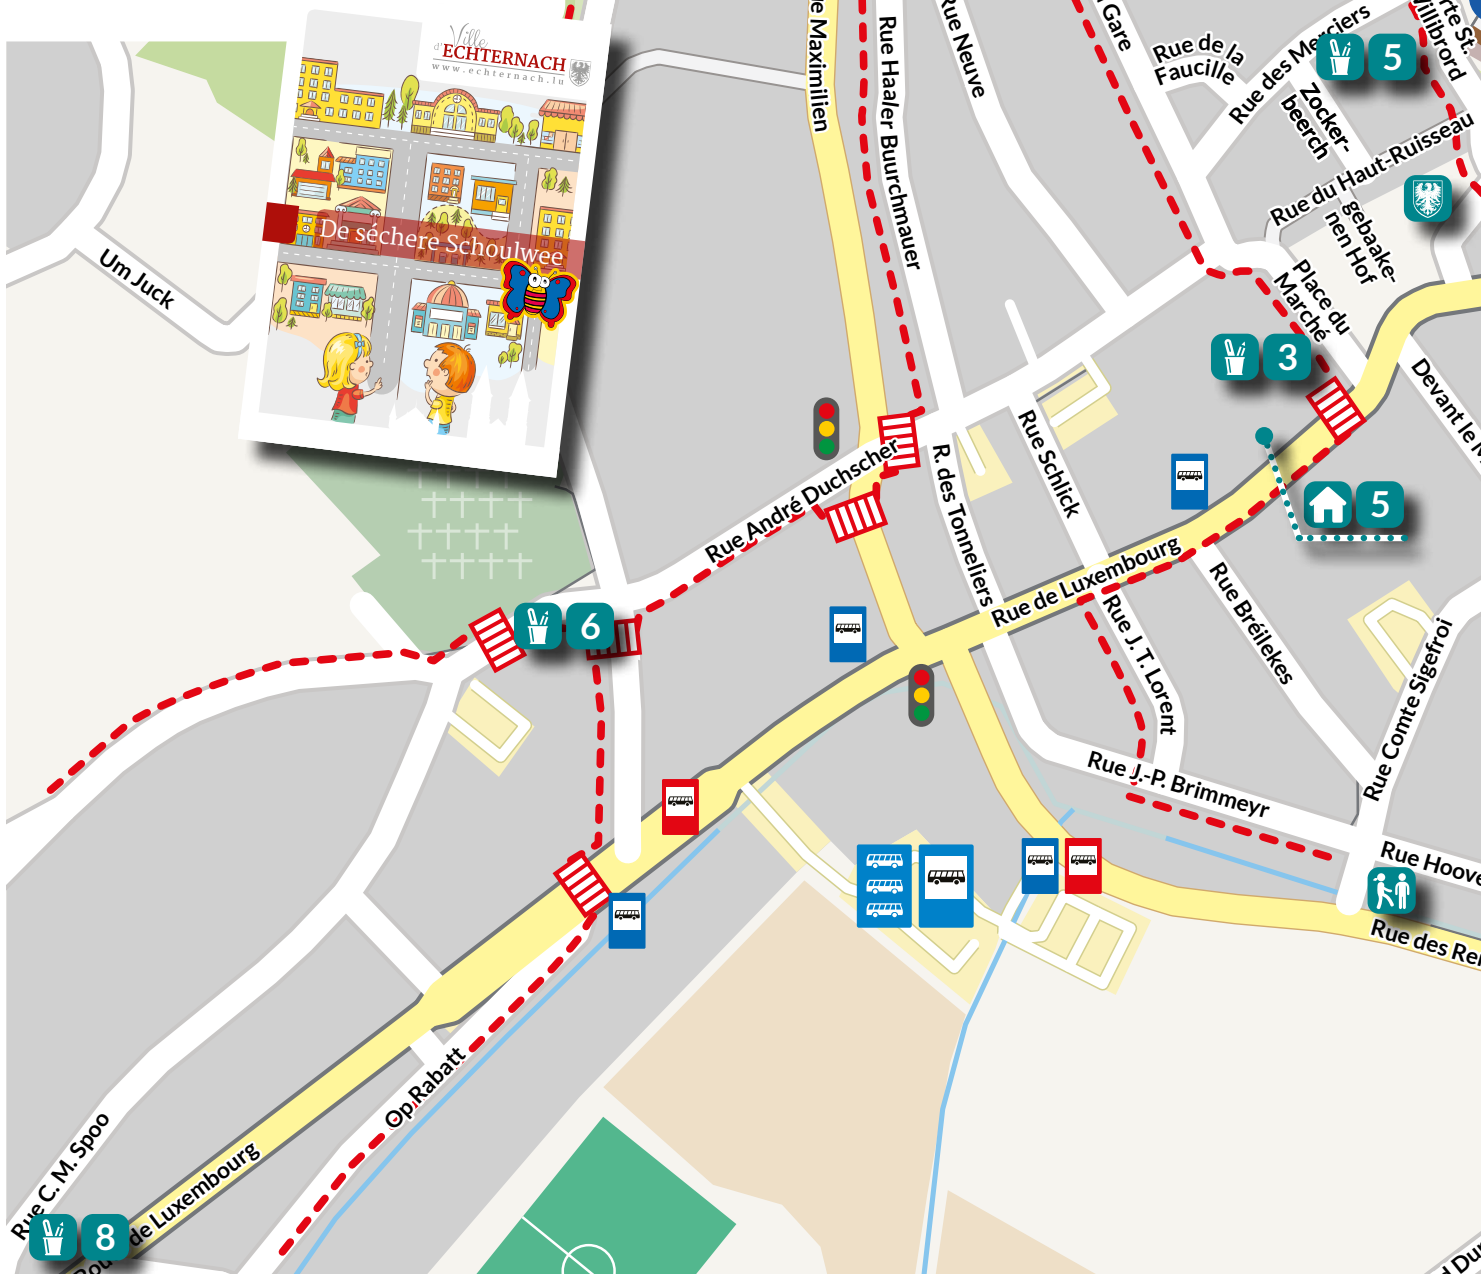 Ville
d'ECHTERNACH
www.echternach.lu
De séchere Schoulwee
Um Juck
de Maximilien
Rue Haaler Buurchmauer
Rue Neuve
Gare
Rue de la
Faucille
Rue des Merciers
5
Zocker-
beerch
Rue du Haut-Ruisseau
gebaake-
nen Hof
Place du
Marché
3
Devant le
5
Rue André Duchscher
R. des Tonneliers
Rue Schlick
Rue de Luxembourg
Rue Bréilekes
Rue J. T. Lorent
Rue Comte Sigefroi
6
Rue J.-P. Brimmeyr
Rue Hoove
Rue des Re
Op Rabatt
Rue C. M. Spoo
de Luxembourg
8